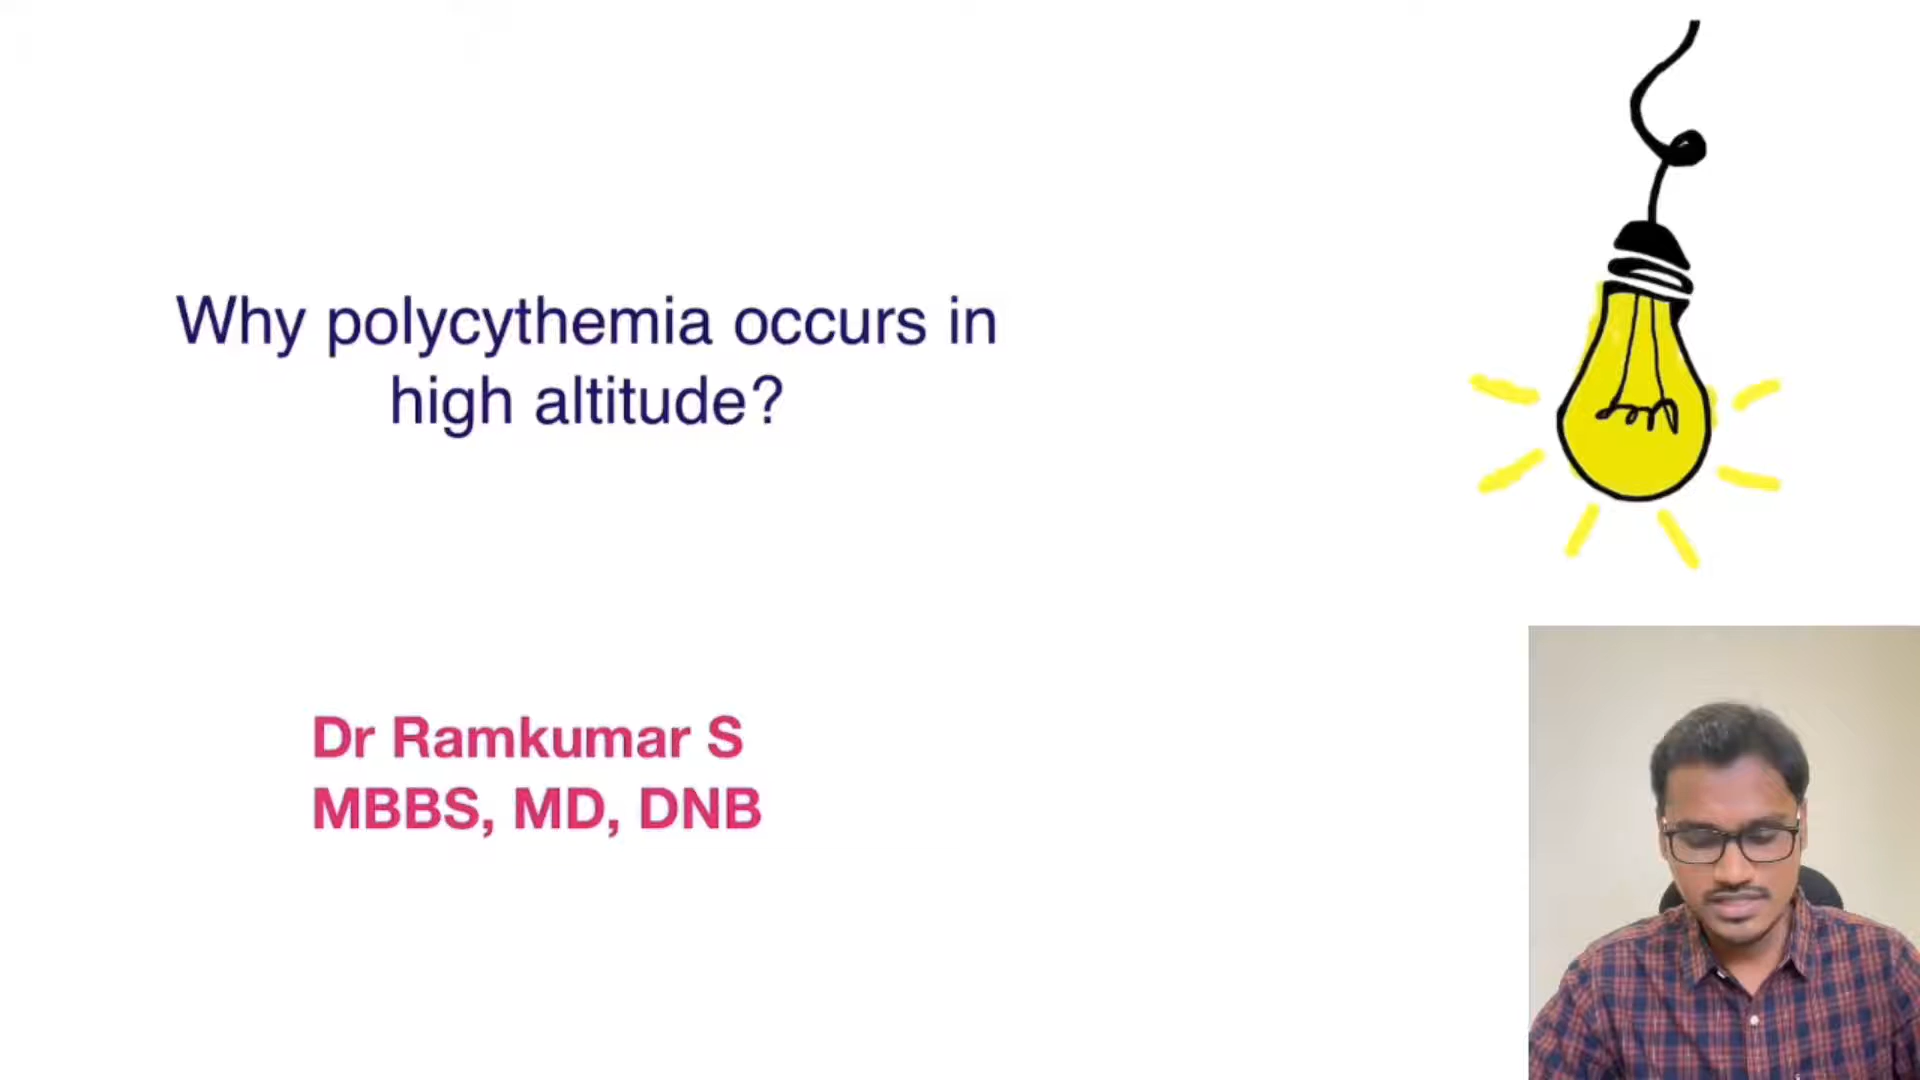 Why polycythemia occurs in
high altitude?
Dr Ramkumar S
MBBS, MD, DNB